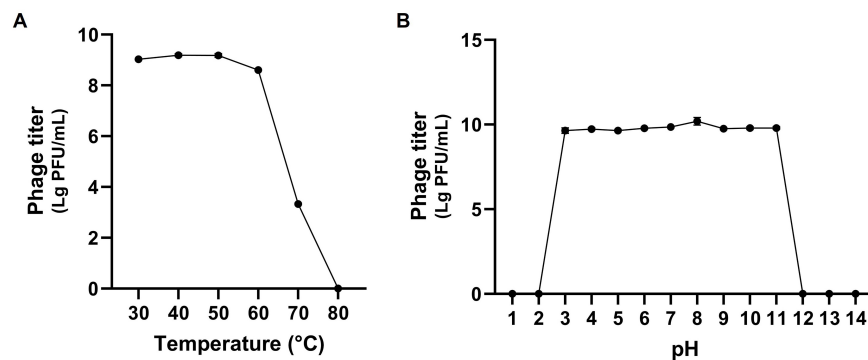 A
Phage titer
(Lg PFU/mL)
10
8
6
4
2
0
30 40 50 60 70 80
Temperature (°C)
B
Phage titer
(Lg PFU/mL)
15
10
5
0
1 2 3 4 5 6 7 8 9 10 11 12 13 14
pH